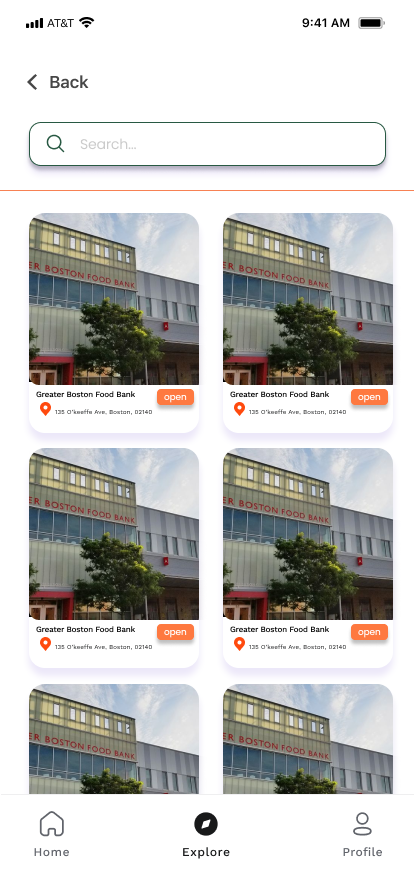 AT&T 9:41 AM
Back
Search...
ER BOSTON FOOD BANK
ER BOSTON FOOD BANK
Greater Boston Food Bank open
135 O'keeffe Ave, Boston, 02140
Greater Boston Food Bank open
135 O'keeffe Ave, Boston, 02140
ER BOSTON FOOD BANK
ER BOSTON FOOD BANK
Greater Boston Food Bank open
135 O'keeffe Ave, Boston, 02140
Greater Boston Food Bank open
135 O'keeffe Ave, Boston, 02140
ER BOSTON FOOD BANK
ER BOSTON FOOD BANK
Home
Explore
Profile